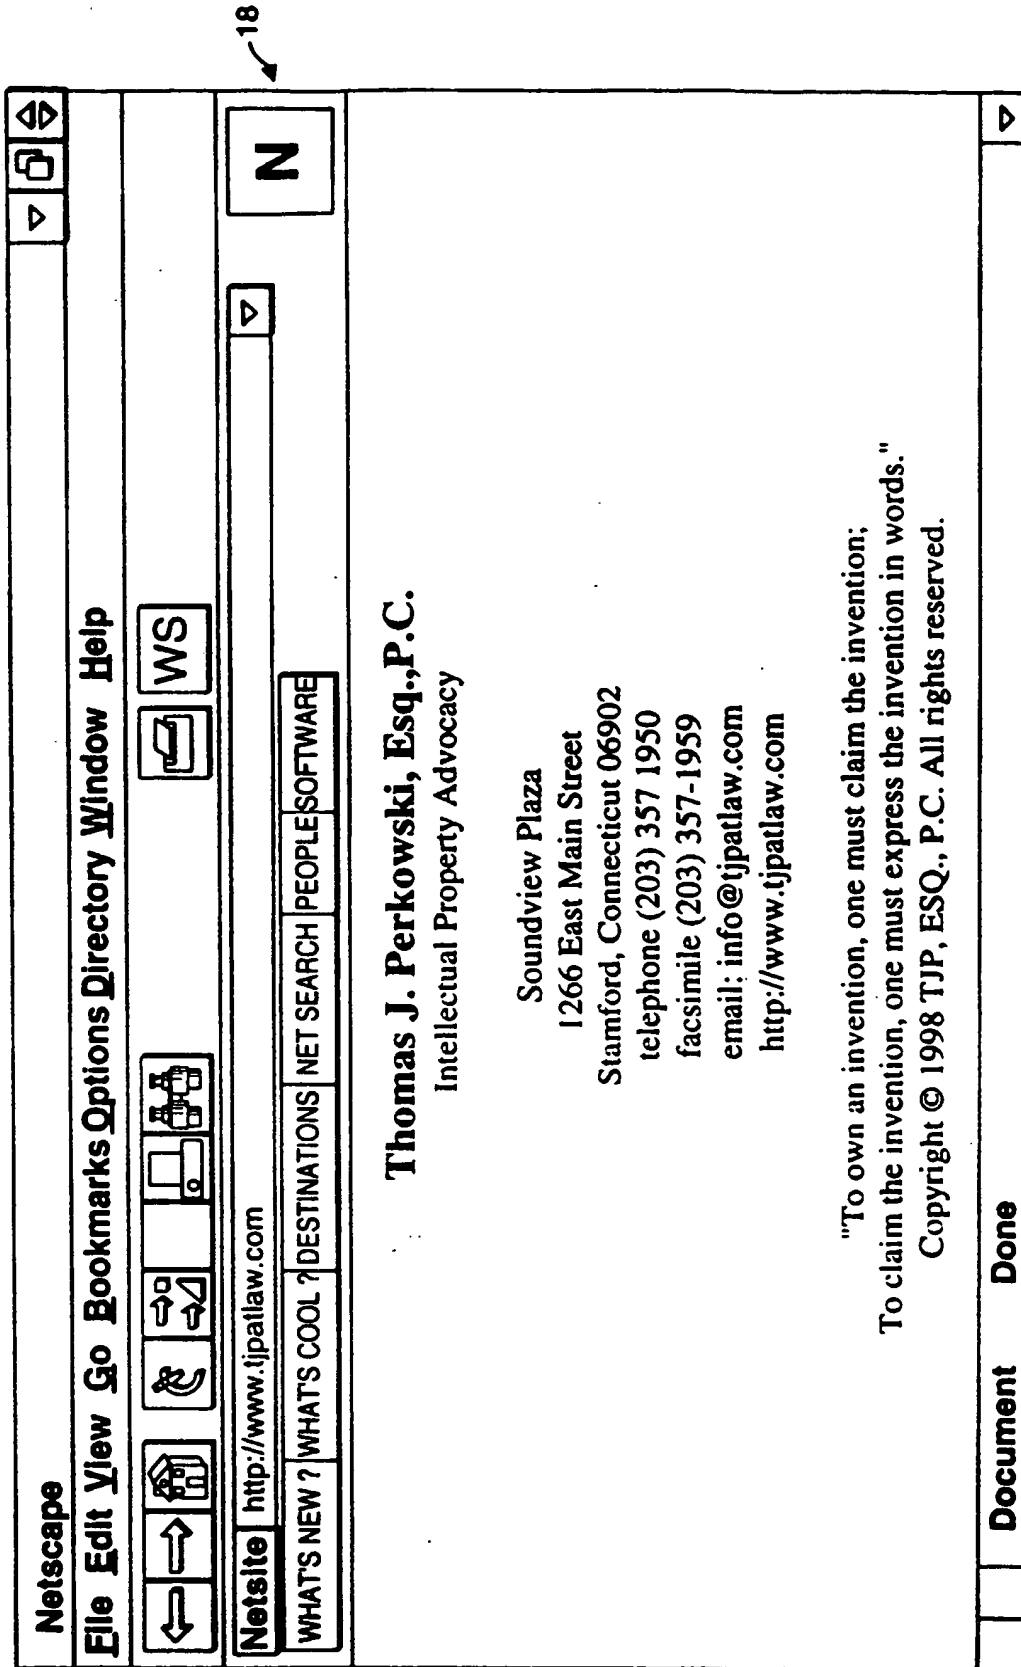 18
Netscape
File Edit View Go Bookmarks Options Directory Window Help
WS
Netsite http://www.tjpatlaw.com
N
WHAT'S NEW ? WHAT'S COOL ? DESTINATIONS NET SEARCH PEOPLE SOFTWARE
Thomas J. Perkowski, Esq.,P.C.
Intellectual Property Advocacy
Soundview Plaza
1266 East Main Street
Stamford, Connecticut 06902
telephone (203) 357 1950
facsimile (203) 357-1959
email: info@tjpatlaw.com
http://www.tjpatlaw.com
"To own an invention, one must claim the invention;
To claim the invention, one must express the invention in words."
Copyright © 1998 TJP, ESQ., P.C. All rights reserved.
Document Done